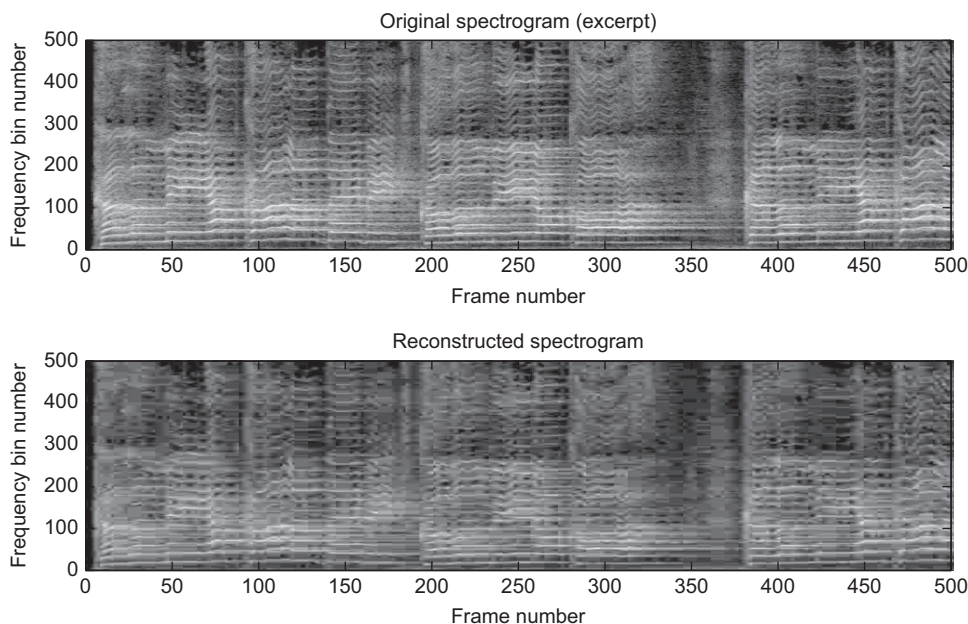 Original spectrogram (excerpt)
Frequency bin number
500
400
300
200
100
0
0 50 100 150 200 250 300 350 400 450 500
Frame number
Reconstructed spectrogram
Frequency bin number
500
400
300
200
100
0
0 50 100 150 200 250 300 350 400 450 500
Frame number